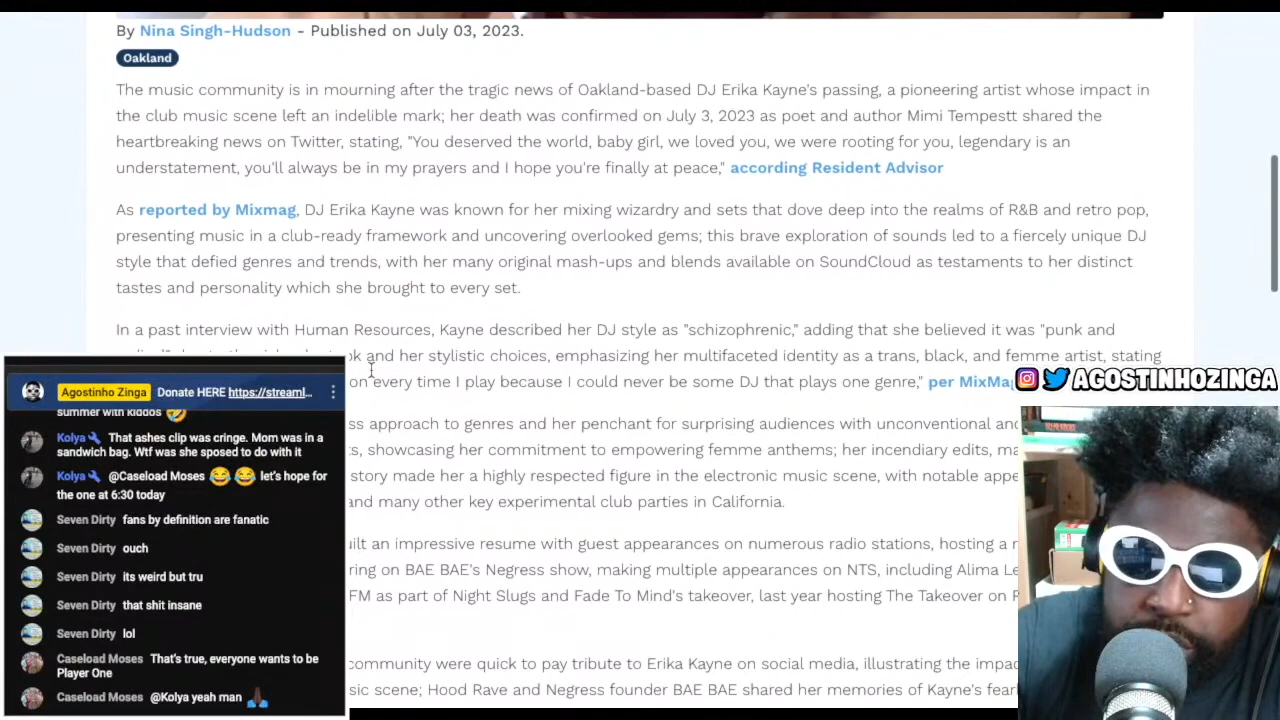 By Nina Singh-Hudson - Published on July 03, 2023.
Oakland
The music community is in mourning after the tragic news of Oakland-based DJ Erika Kayne's passing, a pioneering artist whose impact in
the club music scene left an indelible mark; her death was confirmed on July 3, 2023 as poet and author Mimi Tempestt shared the
heartbreaking news on Twitter, stating, "You deserved the world, baby girl, we loved you, we were rooting for you, legendary is an
understatement, you'll always be in my prayers and I hope you're finally at peace," according Resident Advisor
As reported by Mixmag, DJ Erika Kayne was known for her mixing wizardry and sets that dove deep into the realms of R&B and retro pop,
presenting music in a club-ready framework and uncovering overlooked gems; this brave exploration of sounds led to a fiercely unique DJ
style that defied genres and trends, with her many original mash-ups and blends available on SoundCloud as testaments to her distinct
tastes and personality which she brought to every set.
In a past interview with Human Resources, Kayne described her DJ style as "schizophrenic," adding that she believed it was "punk and
and her stylistic choices, emphasizing her multifaceted identity as a trans, black, and femme artist, stating
on every time I play because I could never be some DJ that plays one genre," per MixMag
approach to genres and her penchant for surprising audiences with unconventional and
showcasing her commitment to empowering femme anthems; her incendiary edits,
story made her a highly respected figure in the electronic music scene, with notable
and many other key experimental club parties in California.
an impressive resume with guest appearances on numerous radio stations, hosting a
on BAE BAE's Negress show, making multiple appearances on NTS, including Alima
FM as part of Night Slugs and Fade To Mind's takeover, last year hosting The Takeover on
community were quick to pay tribute to Erika Kayne on social media, illustrating the
scene; Hood Rave and Negress founder BAE BAE shared her memories of Kayne's
Agostinho Zinga Donate HERE https://streaml...
summer with kiddos 🤣
Kolya That ashes clip was cringe. Mom was in a
sandwich bag. Wtf was she sposed to do with it
Kolya @Caseload Moses 😂😂 let's hope for
the one at 6:30 today
Seven Dirty fans by definition are fanatic
Seven Dirty ouch
Seven Dirty its weird but tru
Seven Dirty that shit insane
Seven Dirty lol
Caseload Moses That's true, everyone wants to be
Player One
Caseload Moses @Kolya yeah man 🙏🏿
AGOSTINHOZINGA